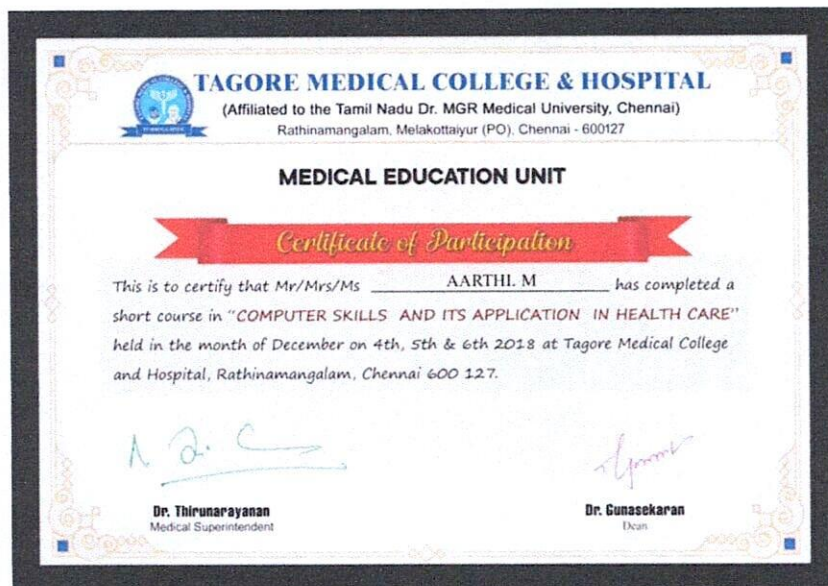 TAGORE MEDICAL COLLEGE & HOSPITAL
(Affiliated to the Tamil Nadu Dr. MGR Medical University, Chennai)
Rathinamangalam, Melakottaiyur (PO), Chennai - 600127
MEDICAL EDUCATION UNIT
Certificate of Participation
This is to certify that Mr/Mrs/Ms AARTHI. M has completed a
short course in "COMPUTER SKILLS AND ITS APPLICATION IN HEALTH CARE"
held in the month of December on 4th, 5th & 6th 2018 at Tagore Medical College
and Hospital, Rathinamangalam, Chennai 600 127.
Dr. Thirunarayanan
Medical Superintendent
Dr. Gunasekaran
Dean